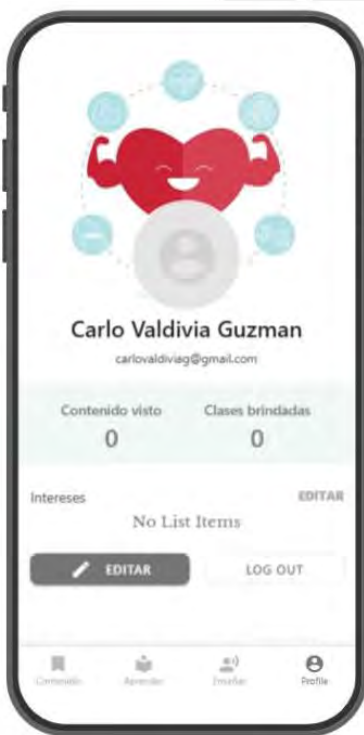 Carlo Valdivia Guzman
carlovaldiviag@gmail.com
Contenido visto Clases brindadas
0 0
Intereses EDITAR
No List Items
EDITAR LOG OUT
Contenido Aprender Enseñar Profile